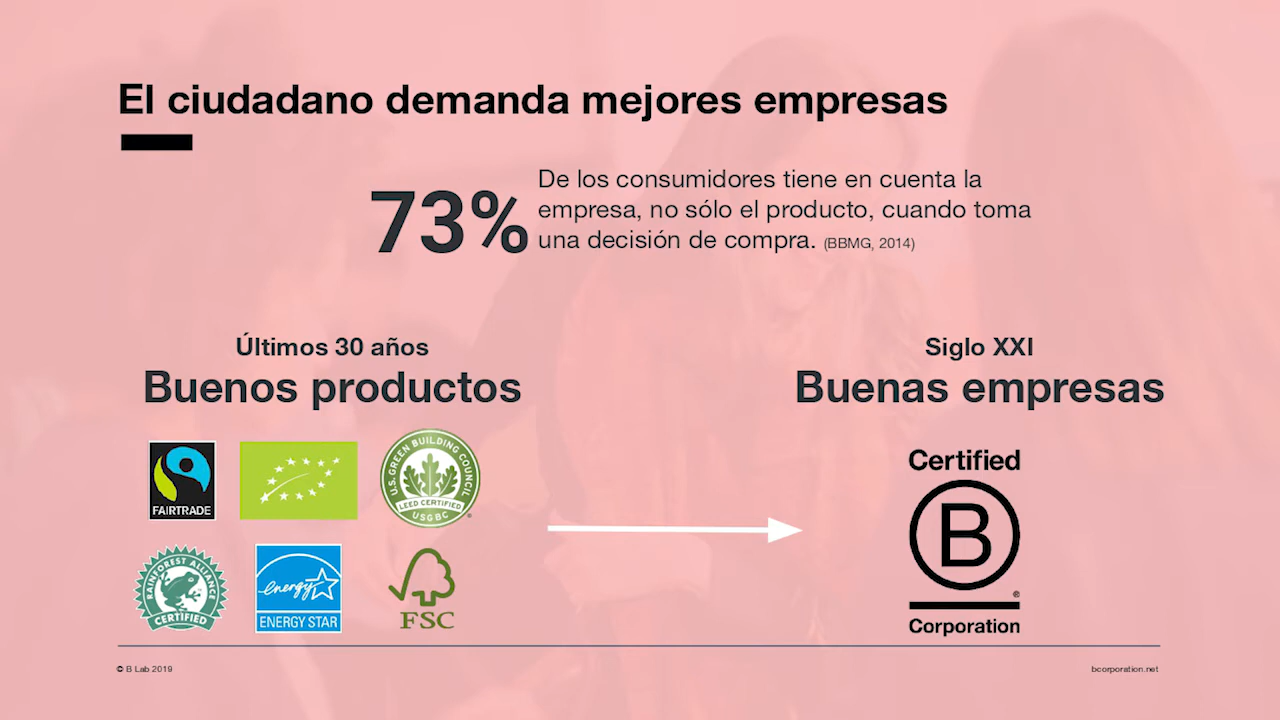 El ciudadano demanda mejores empresas
73%
De los consumidores tiene en cuenta la
empresa, no sólo el producto, cuando toma
una decisión de compra. (BBMG, 2014)
Últimos 30 años
Buenos productos
FAIRTRADE
U.S. GREEN BUILDING COUNCIL
LEED CERTIFIED
USGBC
RAINFOREST ALLIANCE
CERTIFIED
energy
ENERGY STAR
FSC
Siglo XXI
Buenas empresas
Certified
B
®
Corporation
© B Lab 2019
bcorporation.net